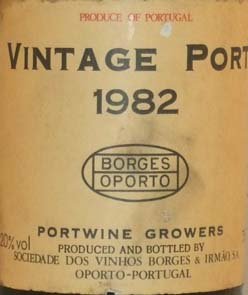 PRODUCE OF PORTUGAL
VINTAGE PORT
1982
BORGES
OPORTO
PORTWINE GROWERS
20% vol
PRODUCED AND BOTTLED BY
SOCIEDADE DOS VINHOS BORGES & IRMÃO, S.A.
OPORTO-PORTUGAL